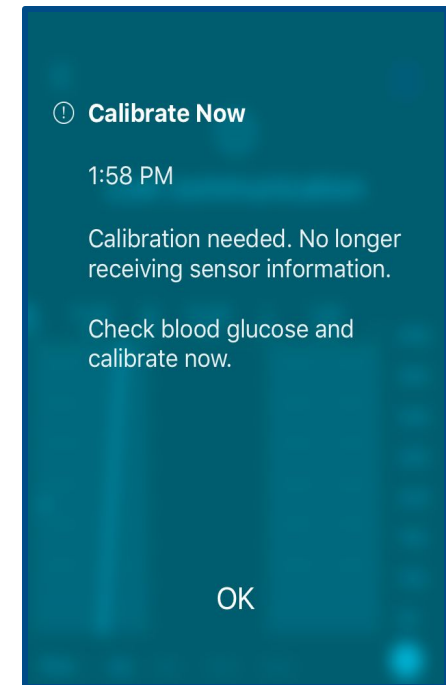 Calibrate Now
1:58 PM
Calibration needed. No longer
receiving sensor information.
Check blood glucose and
calibrate now.
OK